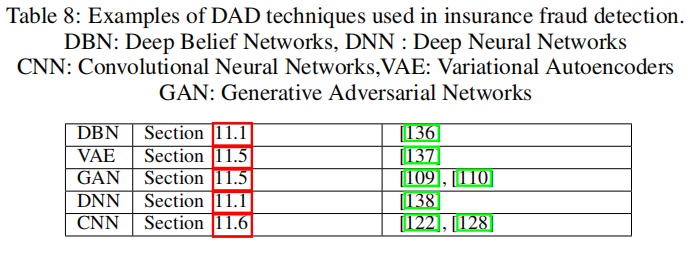 Table 8: Examples of DAD techniques used in insurance fraud detection.
DBN: Deep Belief Networks, DNN : Deep Neural Networks
CNN: Convolutional Neural Networks,VAE: Variational Autoencoders
GAN: Generative Adversarial Networks
DBN Section 11.1 [136]
VAE Section 11.5 [137]
GAN Section 11.5 [109], [110]
DNN Section 11.1 [138]
CNN Section 11.6 [122], [128]